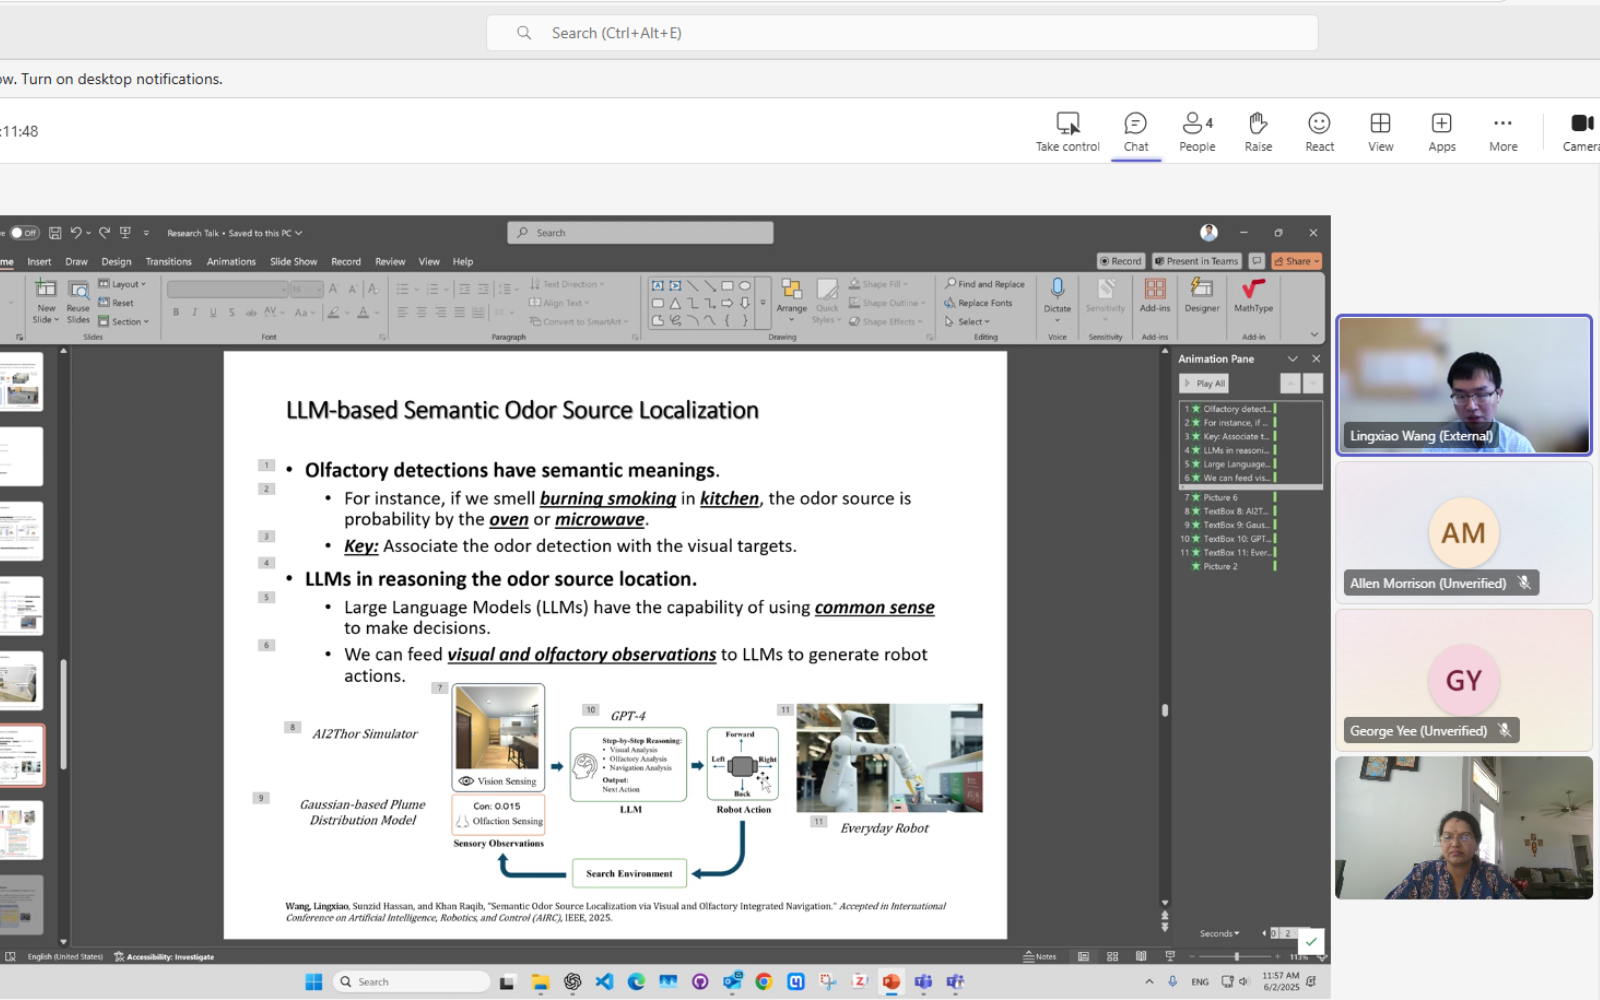 Search (Ctrl+Alt+E)
ow. Turn on desktop notifications.
:11:48
Take control
Chat
4
People
Raise
React
View
Apps
More
Camera
Off
Research Talk • Saved to this PC
Search
me Insert Draw Design Transitions Animations Slide Show Record Review View Help
Record
Present in Teams
Share
New Slide
Reuse Slides
Layout
Reset
Section
Slides
16
B I U S ab AV Aa
Font
Text Direction
Align Text
Convert to SmartArt
Paragraph
Arrange
Quick Styles
Shape Fill
Shape Outline
Shape Effects
Drawing
Find and Replace
Replace Fonts
Select
Editing
Dictate
Voice
Sensitivity
Sensitivity
Add-ins
Add-ins
Designer
MathType
Add-in
LLM-based Semantic Odor Source Localization
1
• Olfactory detections have semantic meanings.
2
• For instance, if we smell burning smoking in kitchen, the odor source is
probability by the oven or microwave.
3
• Key: Associate the odor detection with the visual targets.
4
• LLMs in reasoning the odor source location.
5
• Large Language Models (LLMs) have the capability of using common sense
to make decisions.
6
• We can feed visual and olfactory observations to LLMs to generate robot
actions.
7
8
AI2Thor Simulator
9
Gaussian-based Plume
Distribution Model
Vision Sensing
Con: 0.015
Olfaction Sensing
Sensory Observations
10
GPT-4
Step-by-Step Reasoning:
• Visual Analysis
• Olfactory Analysis
• Navigation Analysis
Output:
Next Action
LLM
Forward
Left
Right
Back
Robot Action
11
11
Everyday Robot
Search Environment
Wang, Lingxiao, Sunzid Hassan, and Khan Raqib, "Semantic Odor Source Localization via Visual and Olfactory Integrated Navigation." Accepted in International
Conference on Artificial Intelligence, Robotics, and Control (AIRC), IEEE, 2025.
Animation Pane
Play All
1 Olfactory detect...
2 For instance, if ...
3 Key: Associate t...
4 LLMs in reasoni...
5 Large Language...
6 We can feed vis...
7 Picture 6
8 TextBox 8: AI2T...
9 TextBox 9: Gaus...
10 TextBox 10: GPT...
11 TextBox 11: Ever...
Picture 2
Seconds
0 2
Lingxiao Wang (External)
AM
Allen Morrison (Unverified)
GY
George Yee (Unverified)
English (United States)
Accessibility: Investigate
Notes
113%
Search
ENG
11:57 AM
6/2/2025